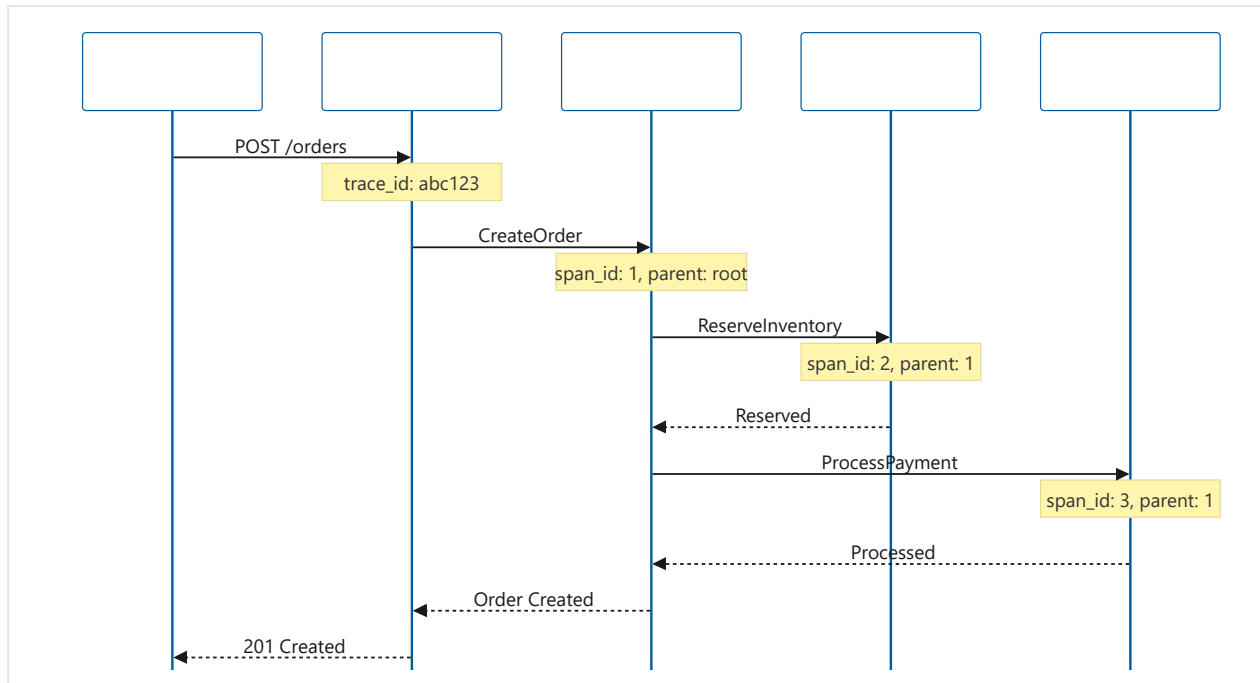 POST /orders
trace_id: abc123
CreateOrder
span_id: 1, parent: root
ReserveInventory
span_id: 2, parent: 1
Reserved
ProcessPayment
span_id: 3, parent: 1
Processed
Order Created
201 Created